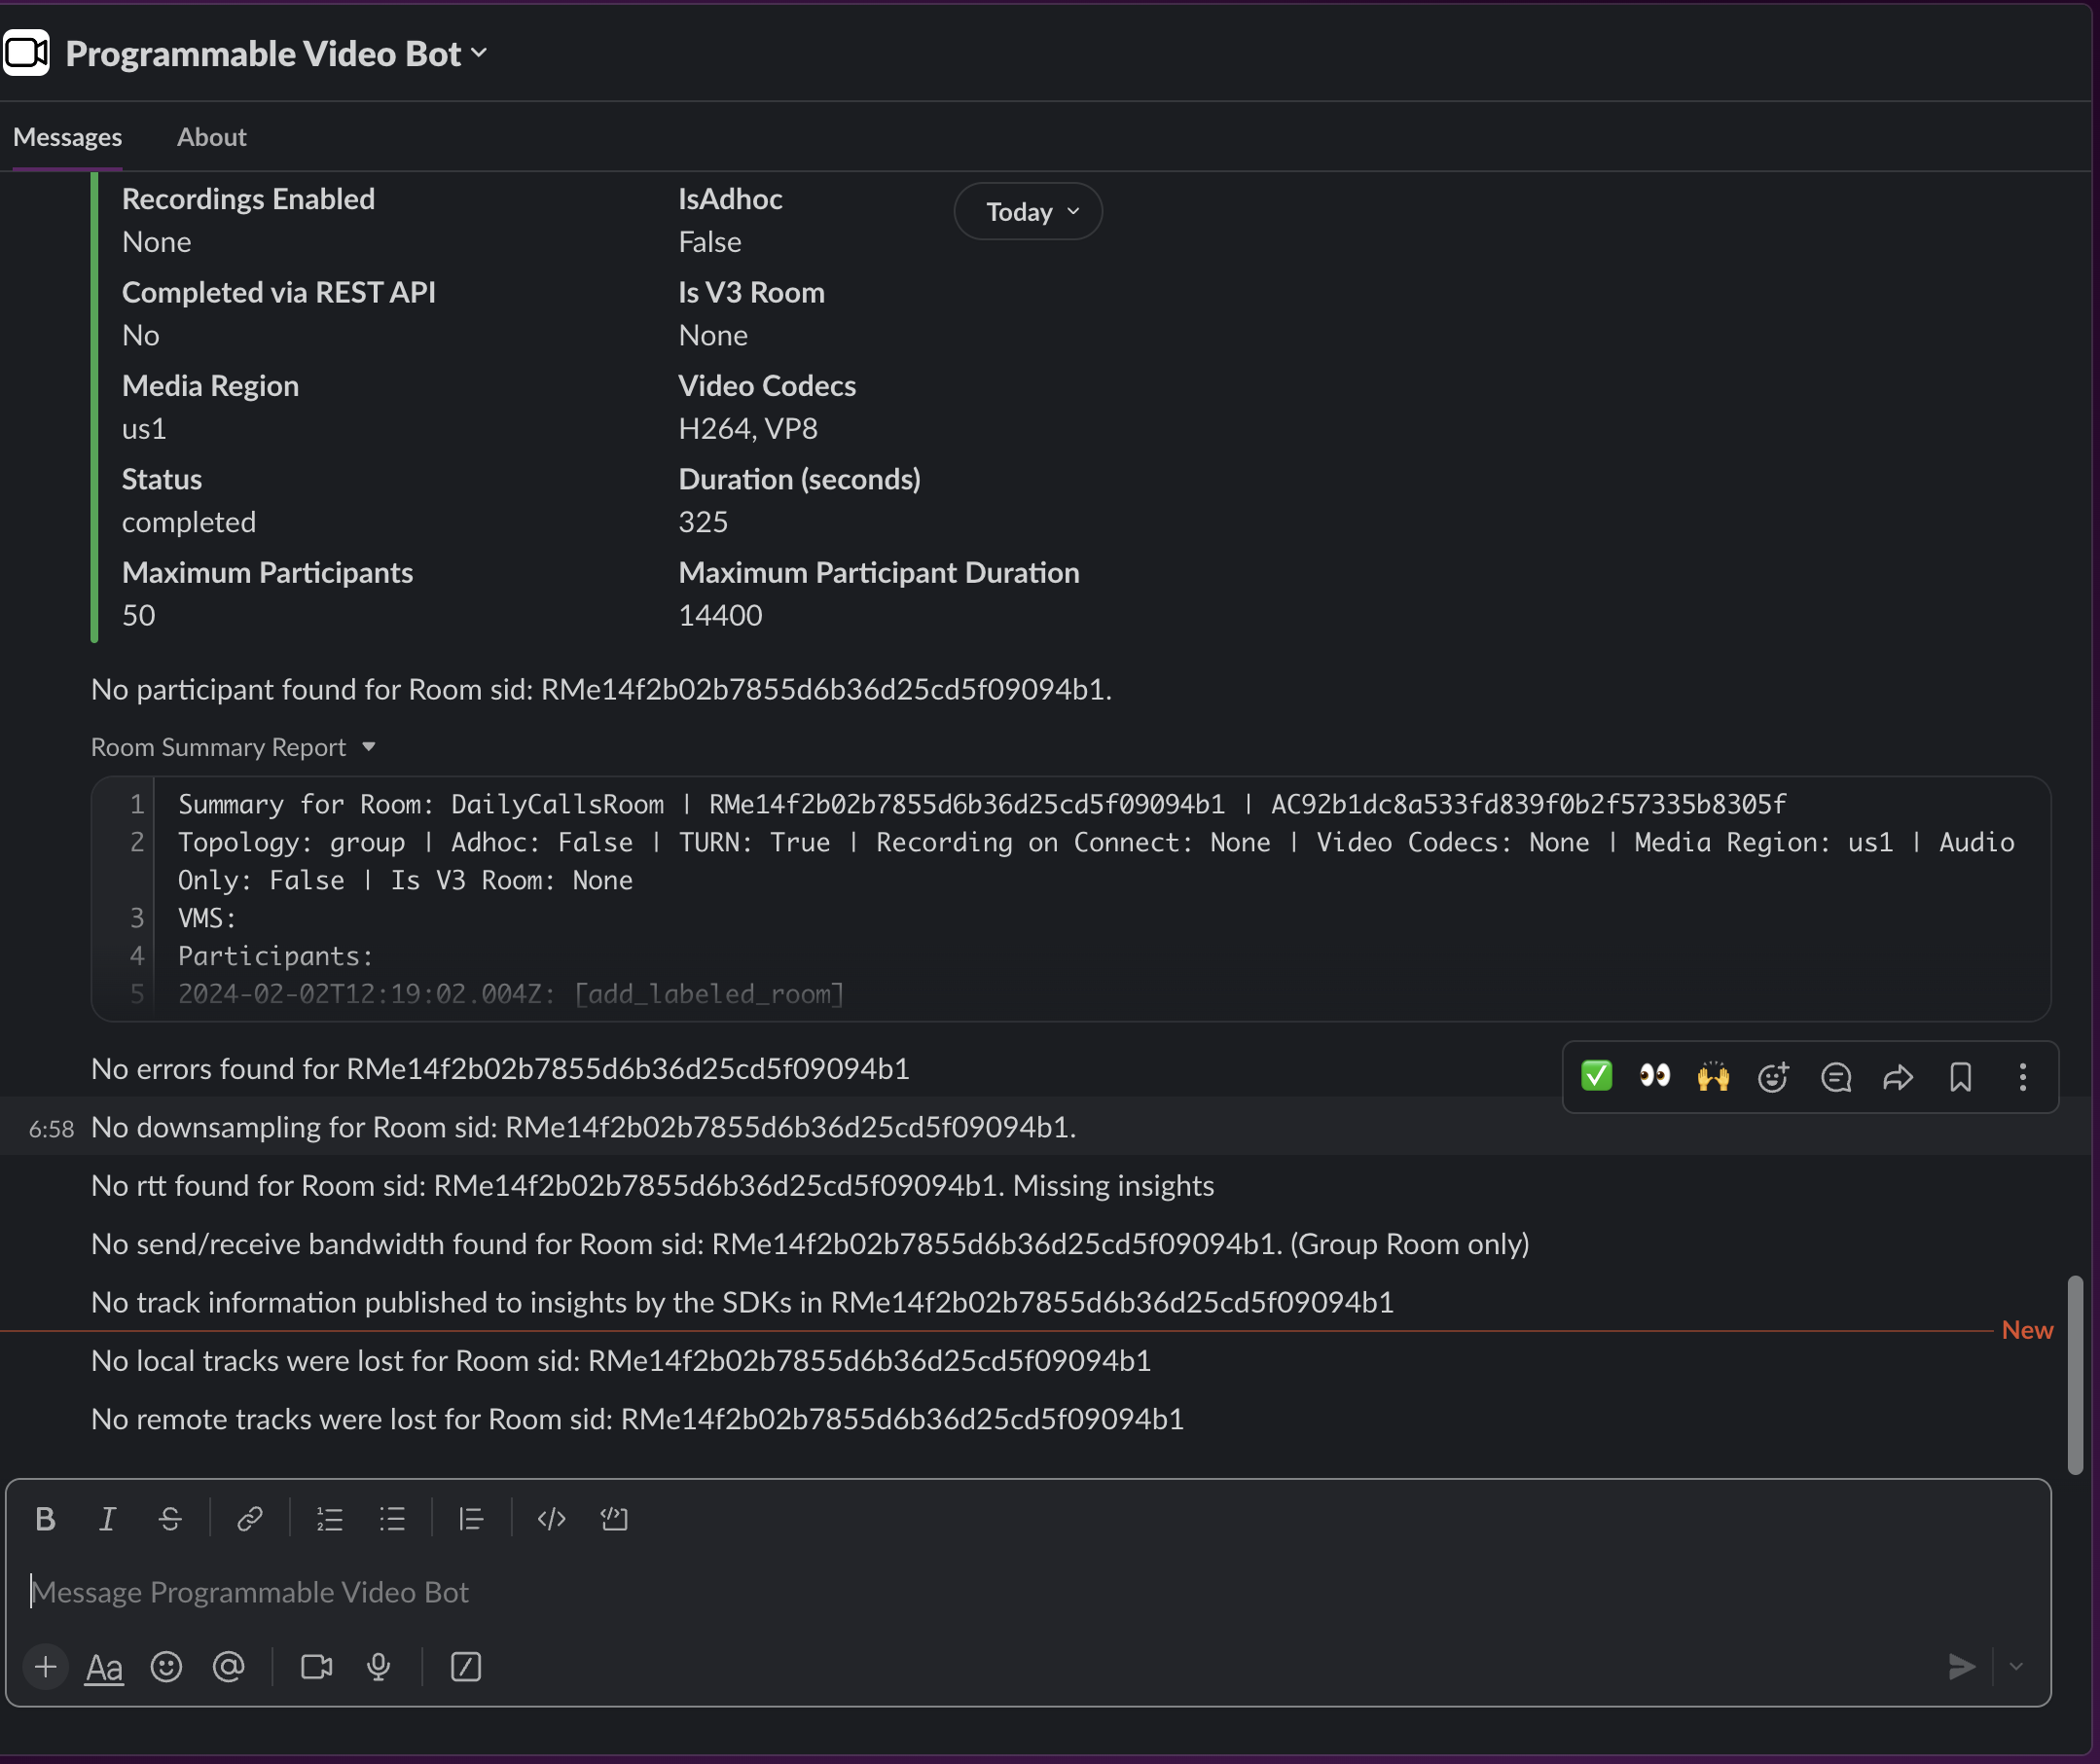 Programmable Video Bot
Messages About
Recordings Enabled IsAdhoc Today
None False
Completed via REST API Is V3 Room
No None
Media Region Video Codecs
us1 H264, VP8
Status Duration (seconds)
completed 325
Maximum Participants Maximum Participant Duration
50 14400
No participant found for Room sid: RMe14f2b02b7855d6b36d25cd5f09094b1.
Room Summary Report
1 Summary for Room: DailyCallsRoom | RMe14f2b02b7855d6b36d25cd5f09094b1 | AC92b1dc8a533fd839f0b2f57335b8305f
2 Topology: group | Adhoc: False | TURN: True | Recording on Connect: None | Video Codecs: None | Media Region: us1 | Audio
Only: False | Is V3 Room: None
3 VMS:
4 Participants:
5 2024-02-02T12:19:02.004Z: [add_labeled_room]
No errors found for RMe14f2b02b7855d6b36d25cd5f09094b1
6:58 No downsampling for Room sid: RMe14f2b02b7855d6b36d25cd5f09094b1.
No rtt found for Room sid: RMe14f2b02b7855d6b36d25cd5f09094b1. Missing insights
No send/receive bandwidth found for Room sid: RMe14f2b02b7855d6b36d25cd5f09094b1. (Group Room only)
No track information published to insights by the SDKs in RMe14f2b02b7855d6b36d25cd5f09094b1
New
No local tracks were lost for Room sid: RMe14f2b02b7855d6b36d25cd5f09094b1
No remote tracks were lost for Room sid: RMe14f2b02b7855d6b36d25cd5f09094b1
B I S
Message Programmable Video Bot
Aa